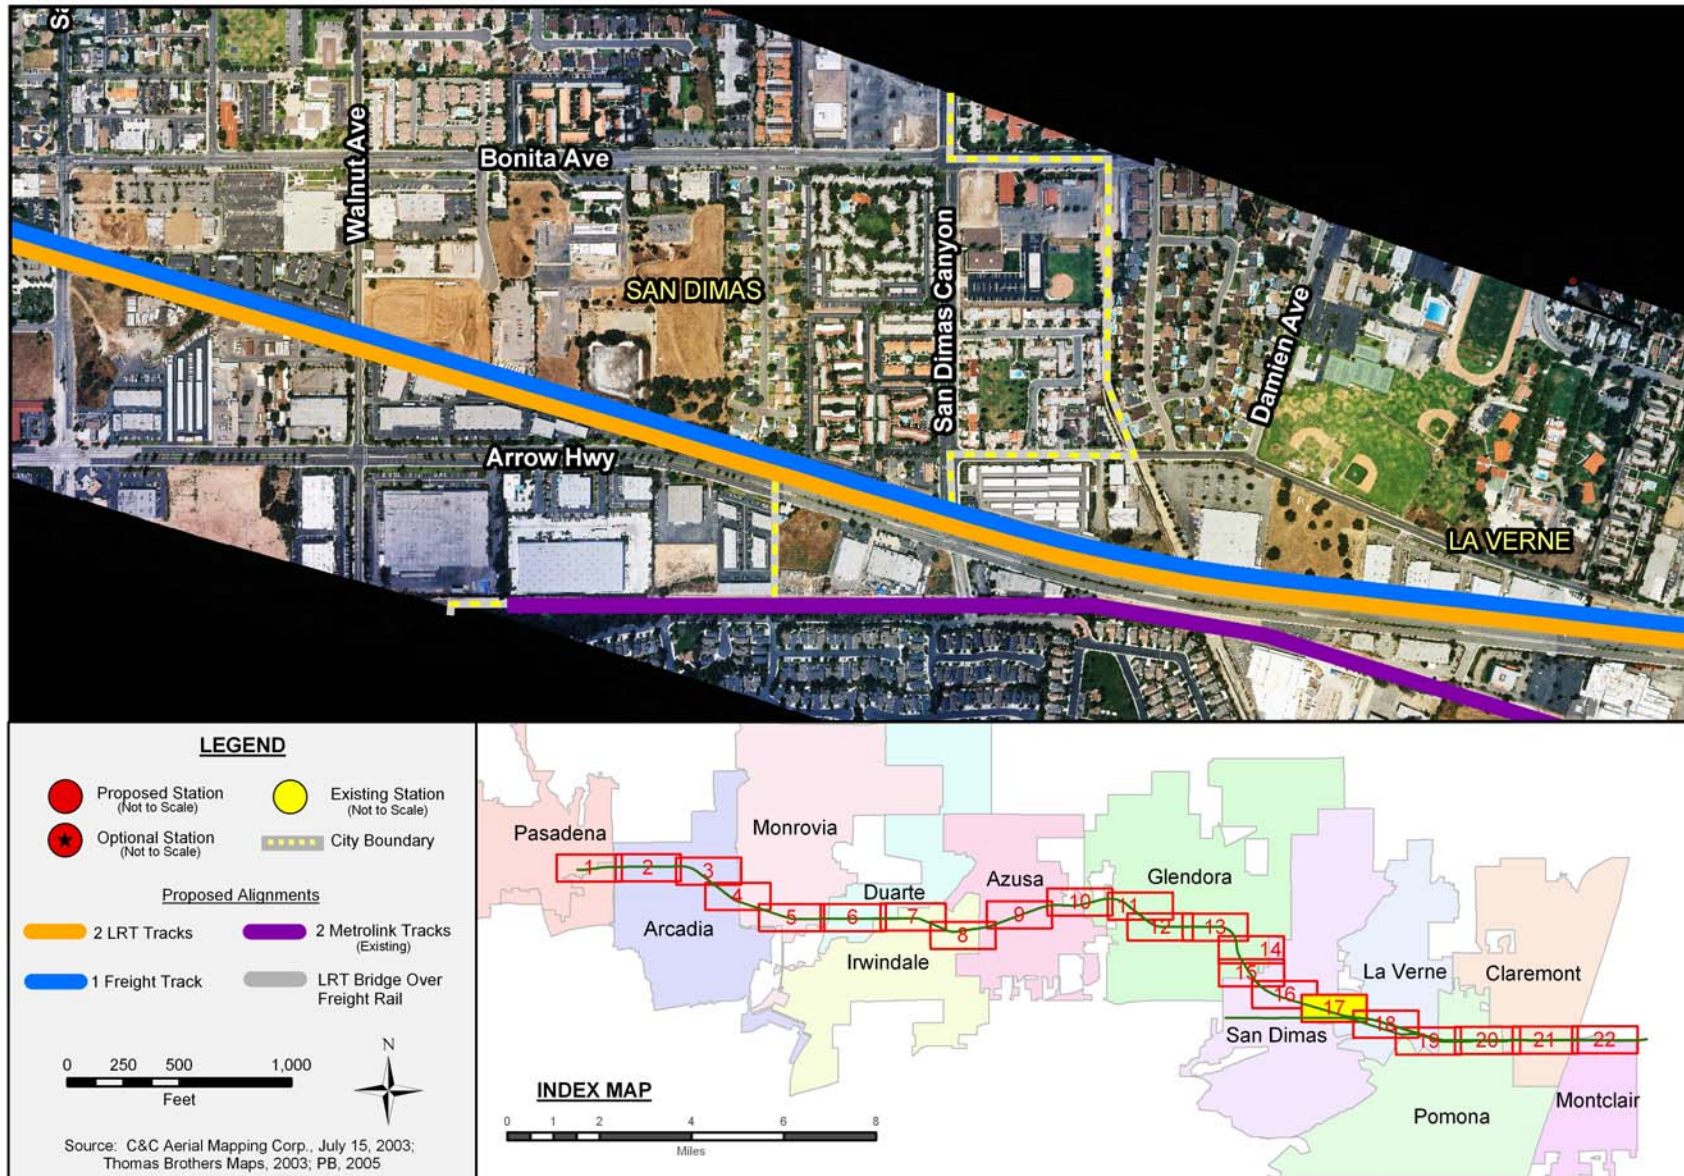 Sa
Walnut Ave
Bonita Ave
SAN DIMAS
San Dimas Canyon
Damien Ave
Arrow Hwy
LA VERNE
LEGEND
Proposed Station
(Not to Scale)
Existing Station
(Not to Scale)
Optional Station
(Not to Scale)
City Boundary
Proposed Alignments
2 LRT Tracks
2 Metrolink Tracks
(Existing)
1 Freight Track
LRT Bridge Over
Freight Rail
0 250 500 1,000
Feet
N
Source: C&C Aerial Mapping Corp., July 15, 2003;
Thomas Brothers Maps, 2003; PB, 2005
Pasadena
Monrovia
Arcadia
Duarte
Azusa
Irwindale
Glendora
La Verne
Claremont
San Dimas
Pomona
Montclair
1 2 3 4 5 6 7 8 9 10 11 12 13 14 15 16 17 18 19 20 21 22
INDEX MAP
0 1 2 4 6 8
Miles